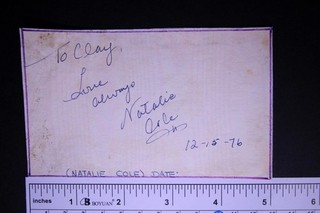 To Clay,
Love
always
Natalie
Cole
12-15-76
(NATALIE COLE) DATE:
inches 1 BOYUAN 2 3 4 5 6